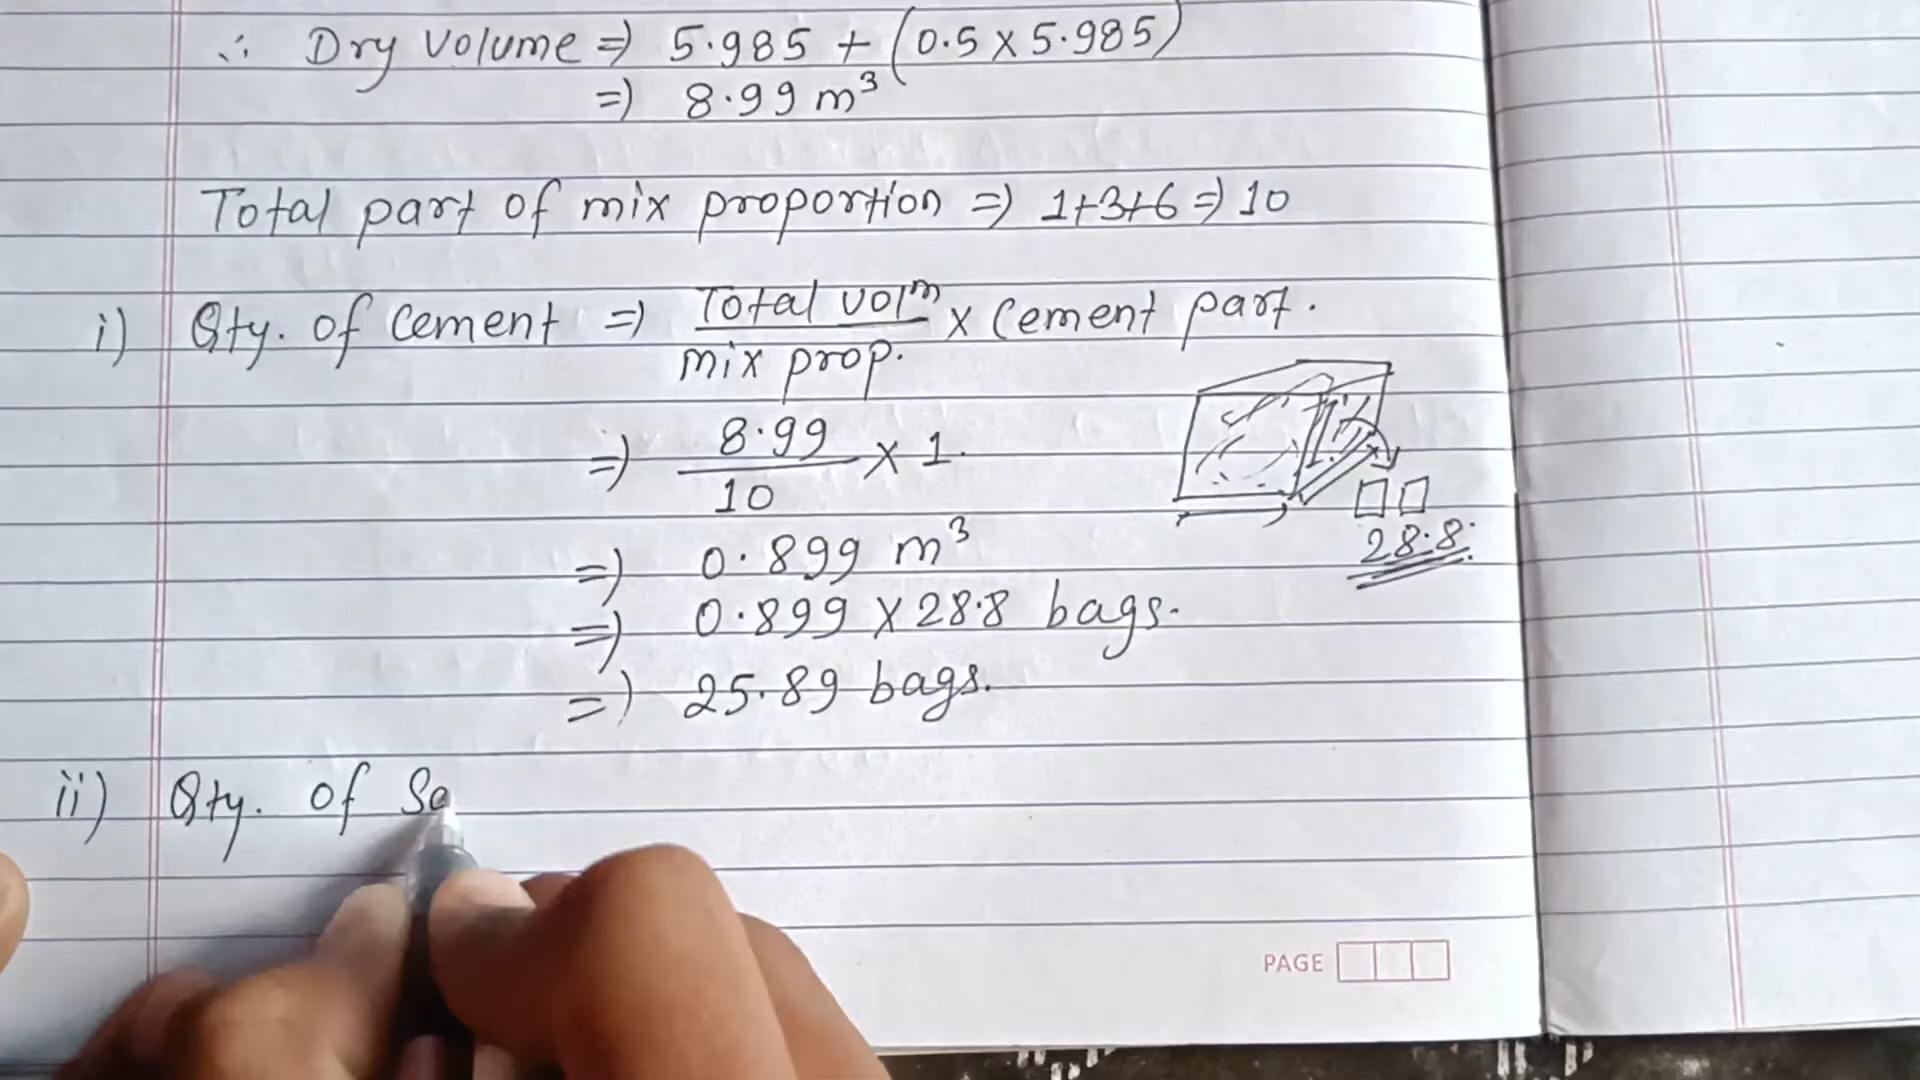 ∴ Dry Volume ⇒ 5.985 + (0.5 × 5.985)
⇒ 8.99 m³
Total part of mix proportion ⇒ 1+3+6 ⇒ 10
i) Qty. of Cement ⇒ Total volm / mix prop. × Cement part.
⇒ 8.99 / 10 × 1.
⇒ 0.899 m³
28.8.
⇒ 0.899 × 28.8 bags.
⇒ 25.89 bags.
ii) Qty. of Sa
PAGE